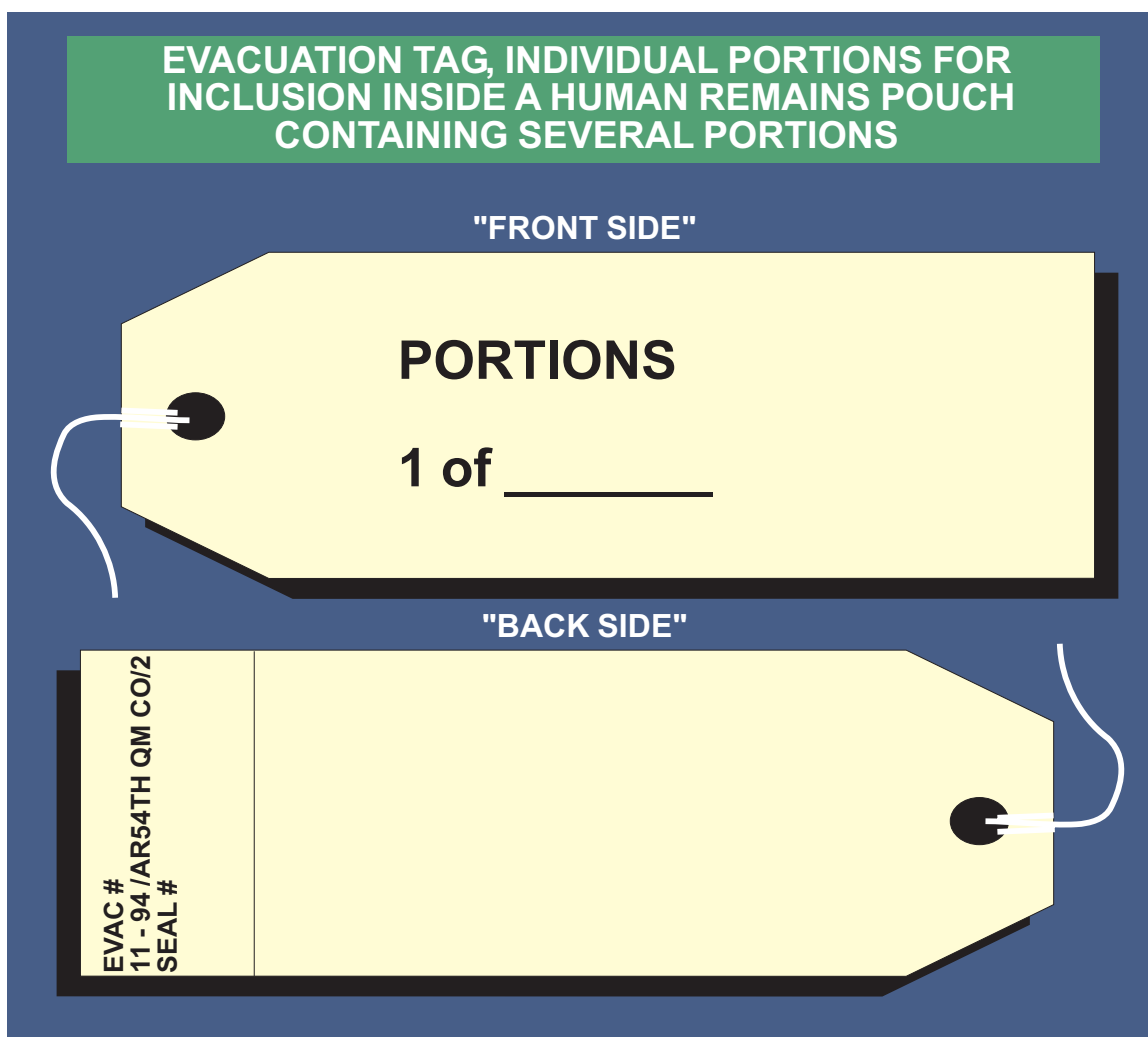 EVACUATION TAG, INDIVIDUAL PORTIONS FOR
INCLUSION INSIDE A HUMAN REMAINS POUCH
CONTAINING SEVERAL PORTIONS
"FRONT SIDE"
PORTIONS
1 of _______
"BACK SIDE"
EVAC #
11 - 94 /AR54TH QM CO/2
SEAL #